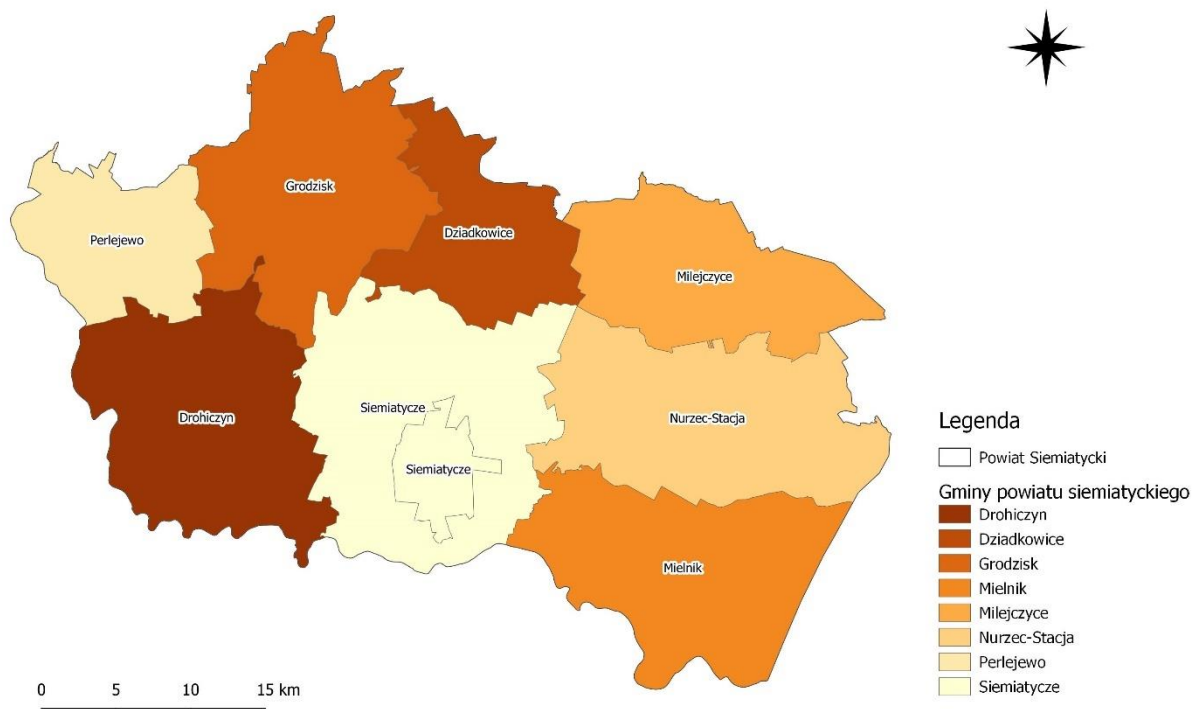 Grodzisk
Perlejewo
Dziadkowice
Milejczyce
Siemiatycze
Drohiczyn
Nurzec-Stacja
Siemiatycze
Mielnik
Legenda
Powiat Siemiatycki
Gminy powiatu siemiatyckiego
Drohiczyn
Dziadkowice
Grodzisk
Mielnik
Milejczyce
Nurzec-Stacja
Perlejewo
Siemiatycze
0 5 10 15 km